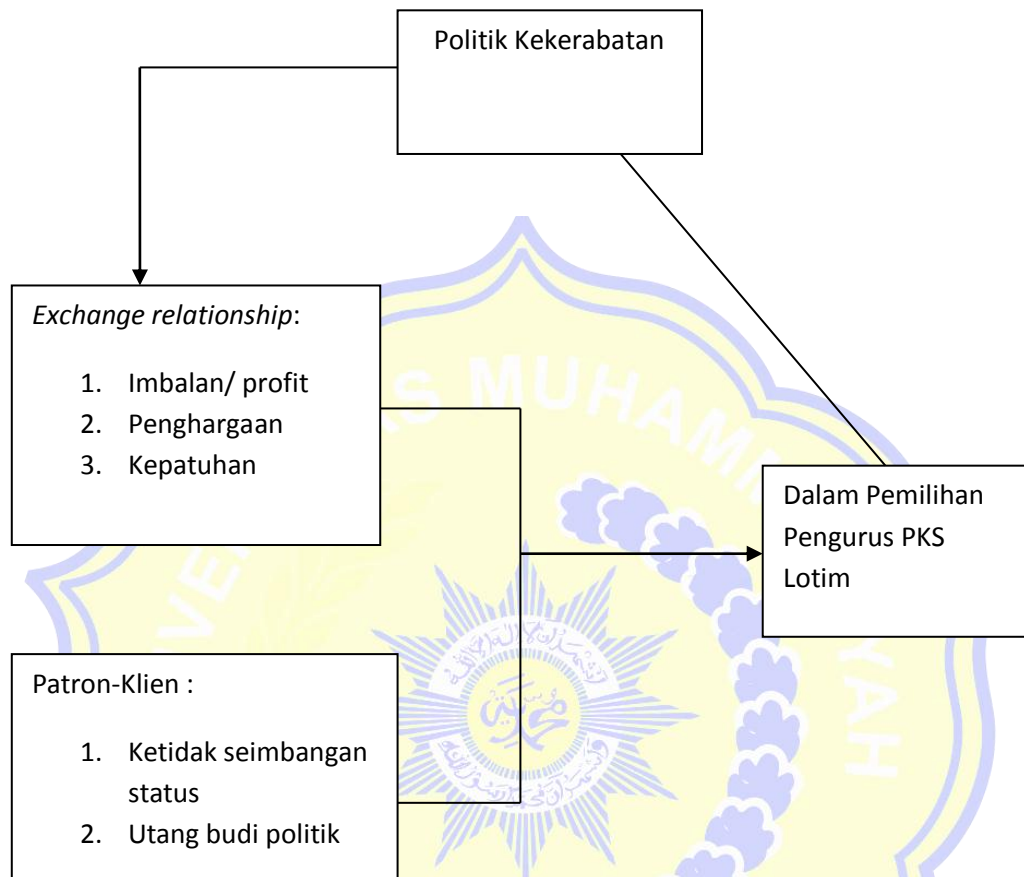 Politik Kekerabatan
Exchange relationship:
1. Imbalan/ profit
2. Penghargaan
3. Kepatuhan
Dalam Pemilihan
Pengurus PKS
Lotim
Patron-Klien :
1. Ketidak seimbangan
status
2. Utang budi politik
MUHAMM